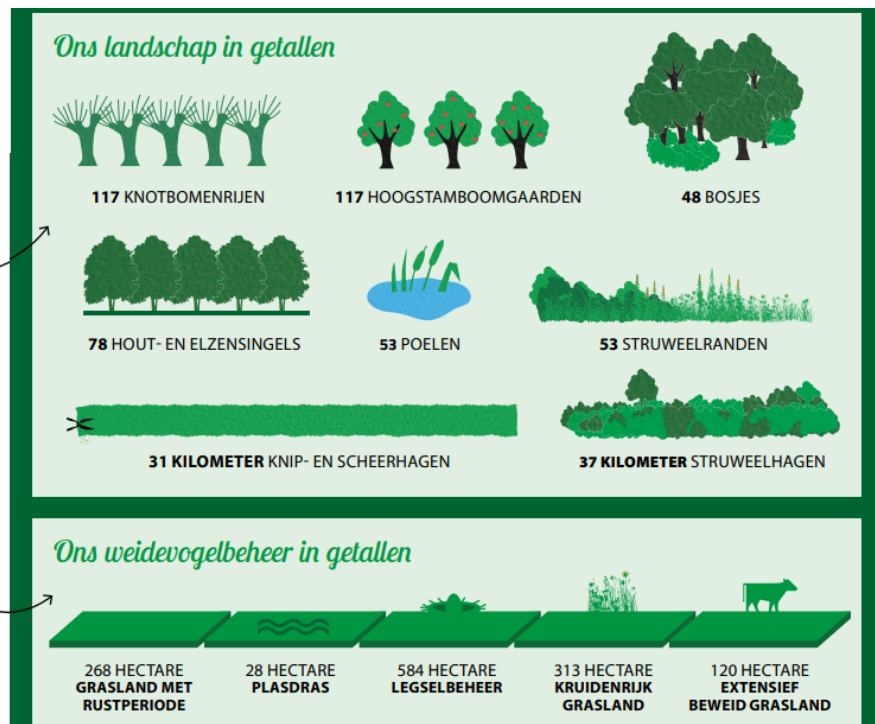 Ons landschap in getallen
117 KNOTBOMENRIJEN
117 HOOGSTAMBOOMGAARDEN
48 BOSJES
78 HOUT- EN ELZENSINGELS
53 POELEN
53 STRUWEELRANDEN
31 KILOMETER KNIP- EN SCHEERHAGEN
37 KILOMETER STRUWEELHAGEN
Ons weidevogelbeheer in getallen
268 HECTARE
GRASLAND MET
RUSTPERIODE
28 HECTARE
PLASDRAS
584 HECTARE
LEGSELBEHEER
313 HECTARE
KRUIDENRIJK
GRASLAND
120 HECTARE
EXTENSIEF
BEWEID GRASLAND